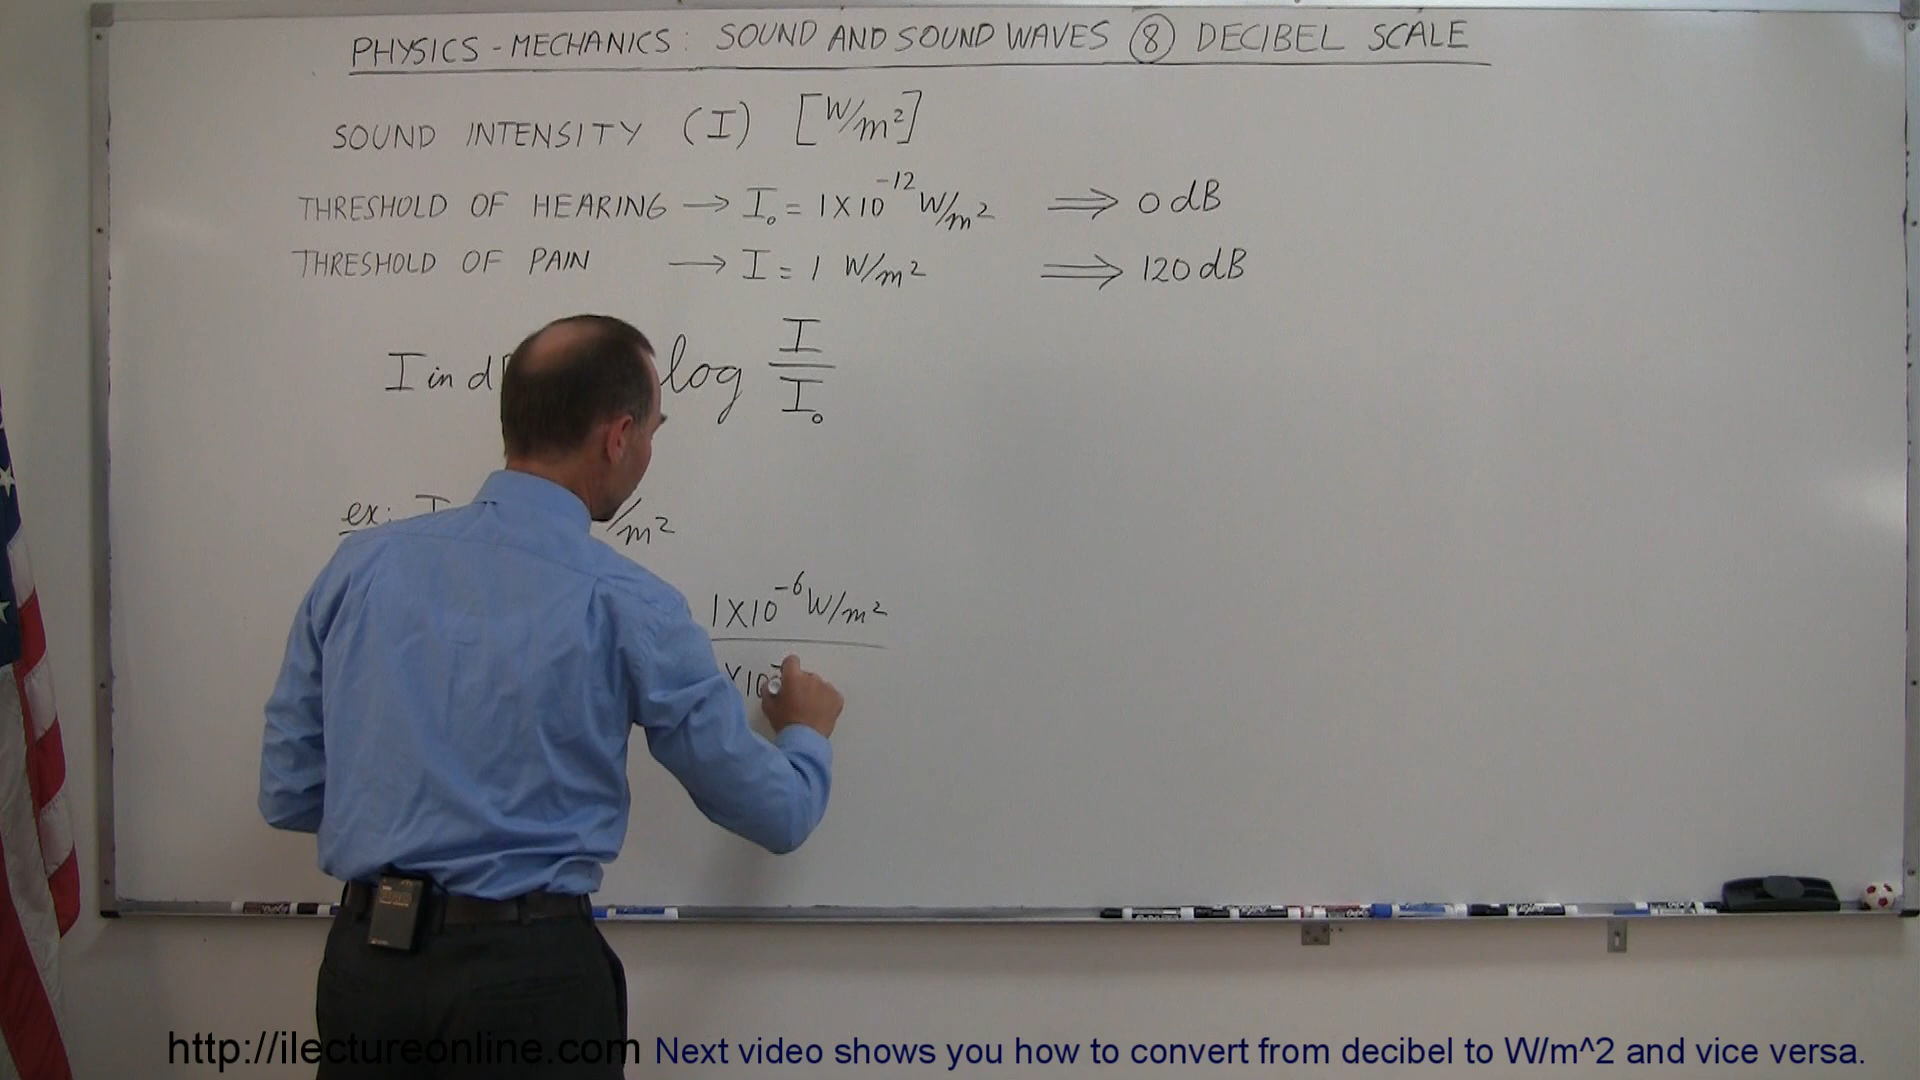 PHYSICS - MECHANICS: SOUND AND SOUND WAVES ⑧ DECIBEL SCALE
SOUND INTENSITY (I) [W/m²]
THRESHOLD OF HEARING → I₀ = 1 X 10⁻¹² W/m² ⇒ 0 dB
THRESHOLD OF PAIN → I = 1 W/m² ⇒ 120 dB
I in log I/I₀
ex: I /m²
1X10⁻⁶ W/m²
X10
http://ilectureonline.com Next video shows you how to convert from decibel to W/m^2 and vice versa.